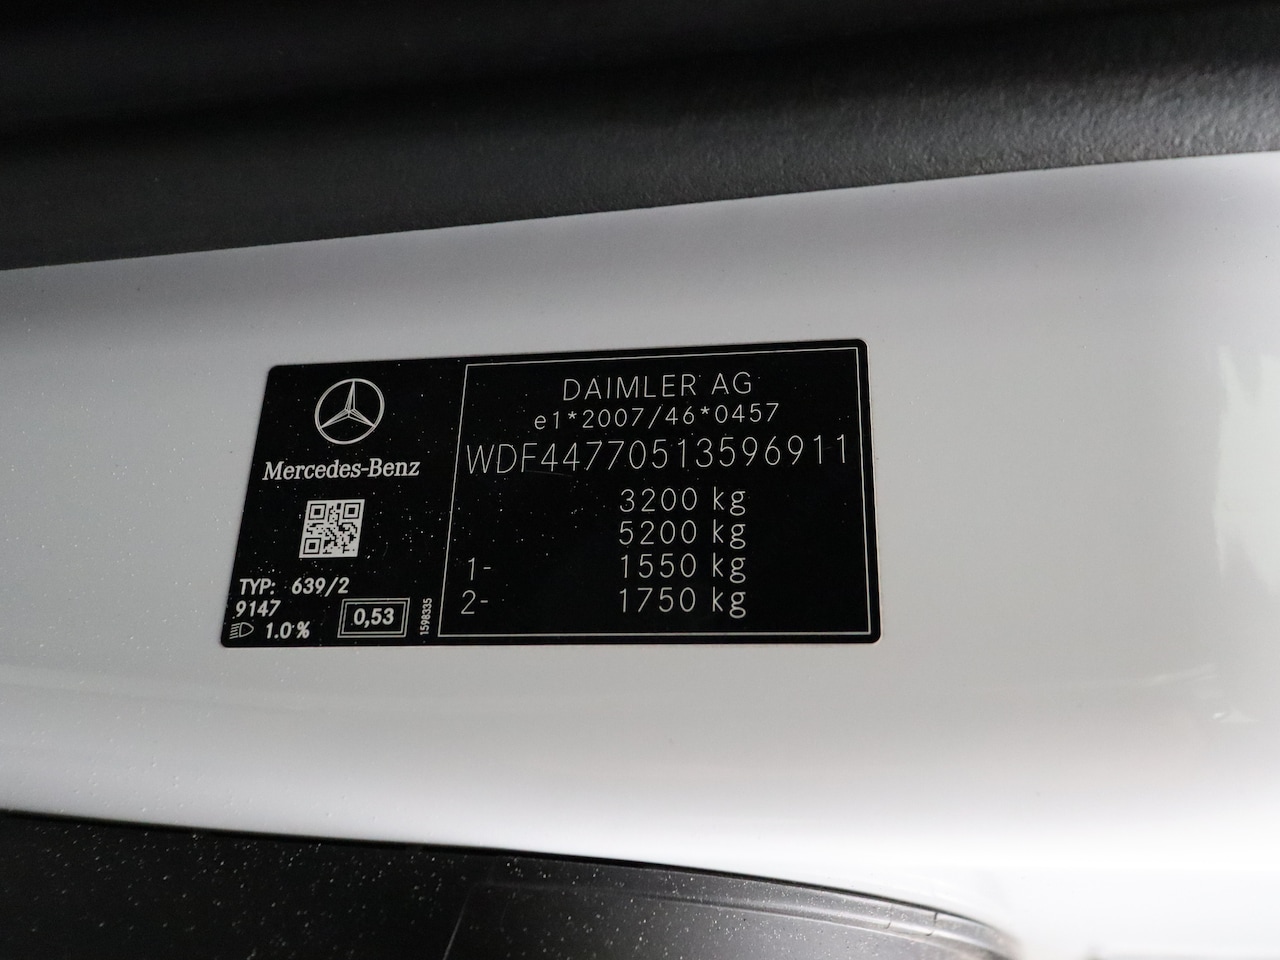 Mercedes-Benz
TYP: 639/2
9147
1.0 %
0,53
1598335
DAIMLER AG
e1*2007/46*0457
WDF44770513596911
3200 kg
5200 kg
1- 1550 kg
2- 1750 kg